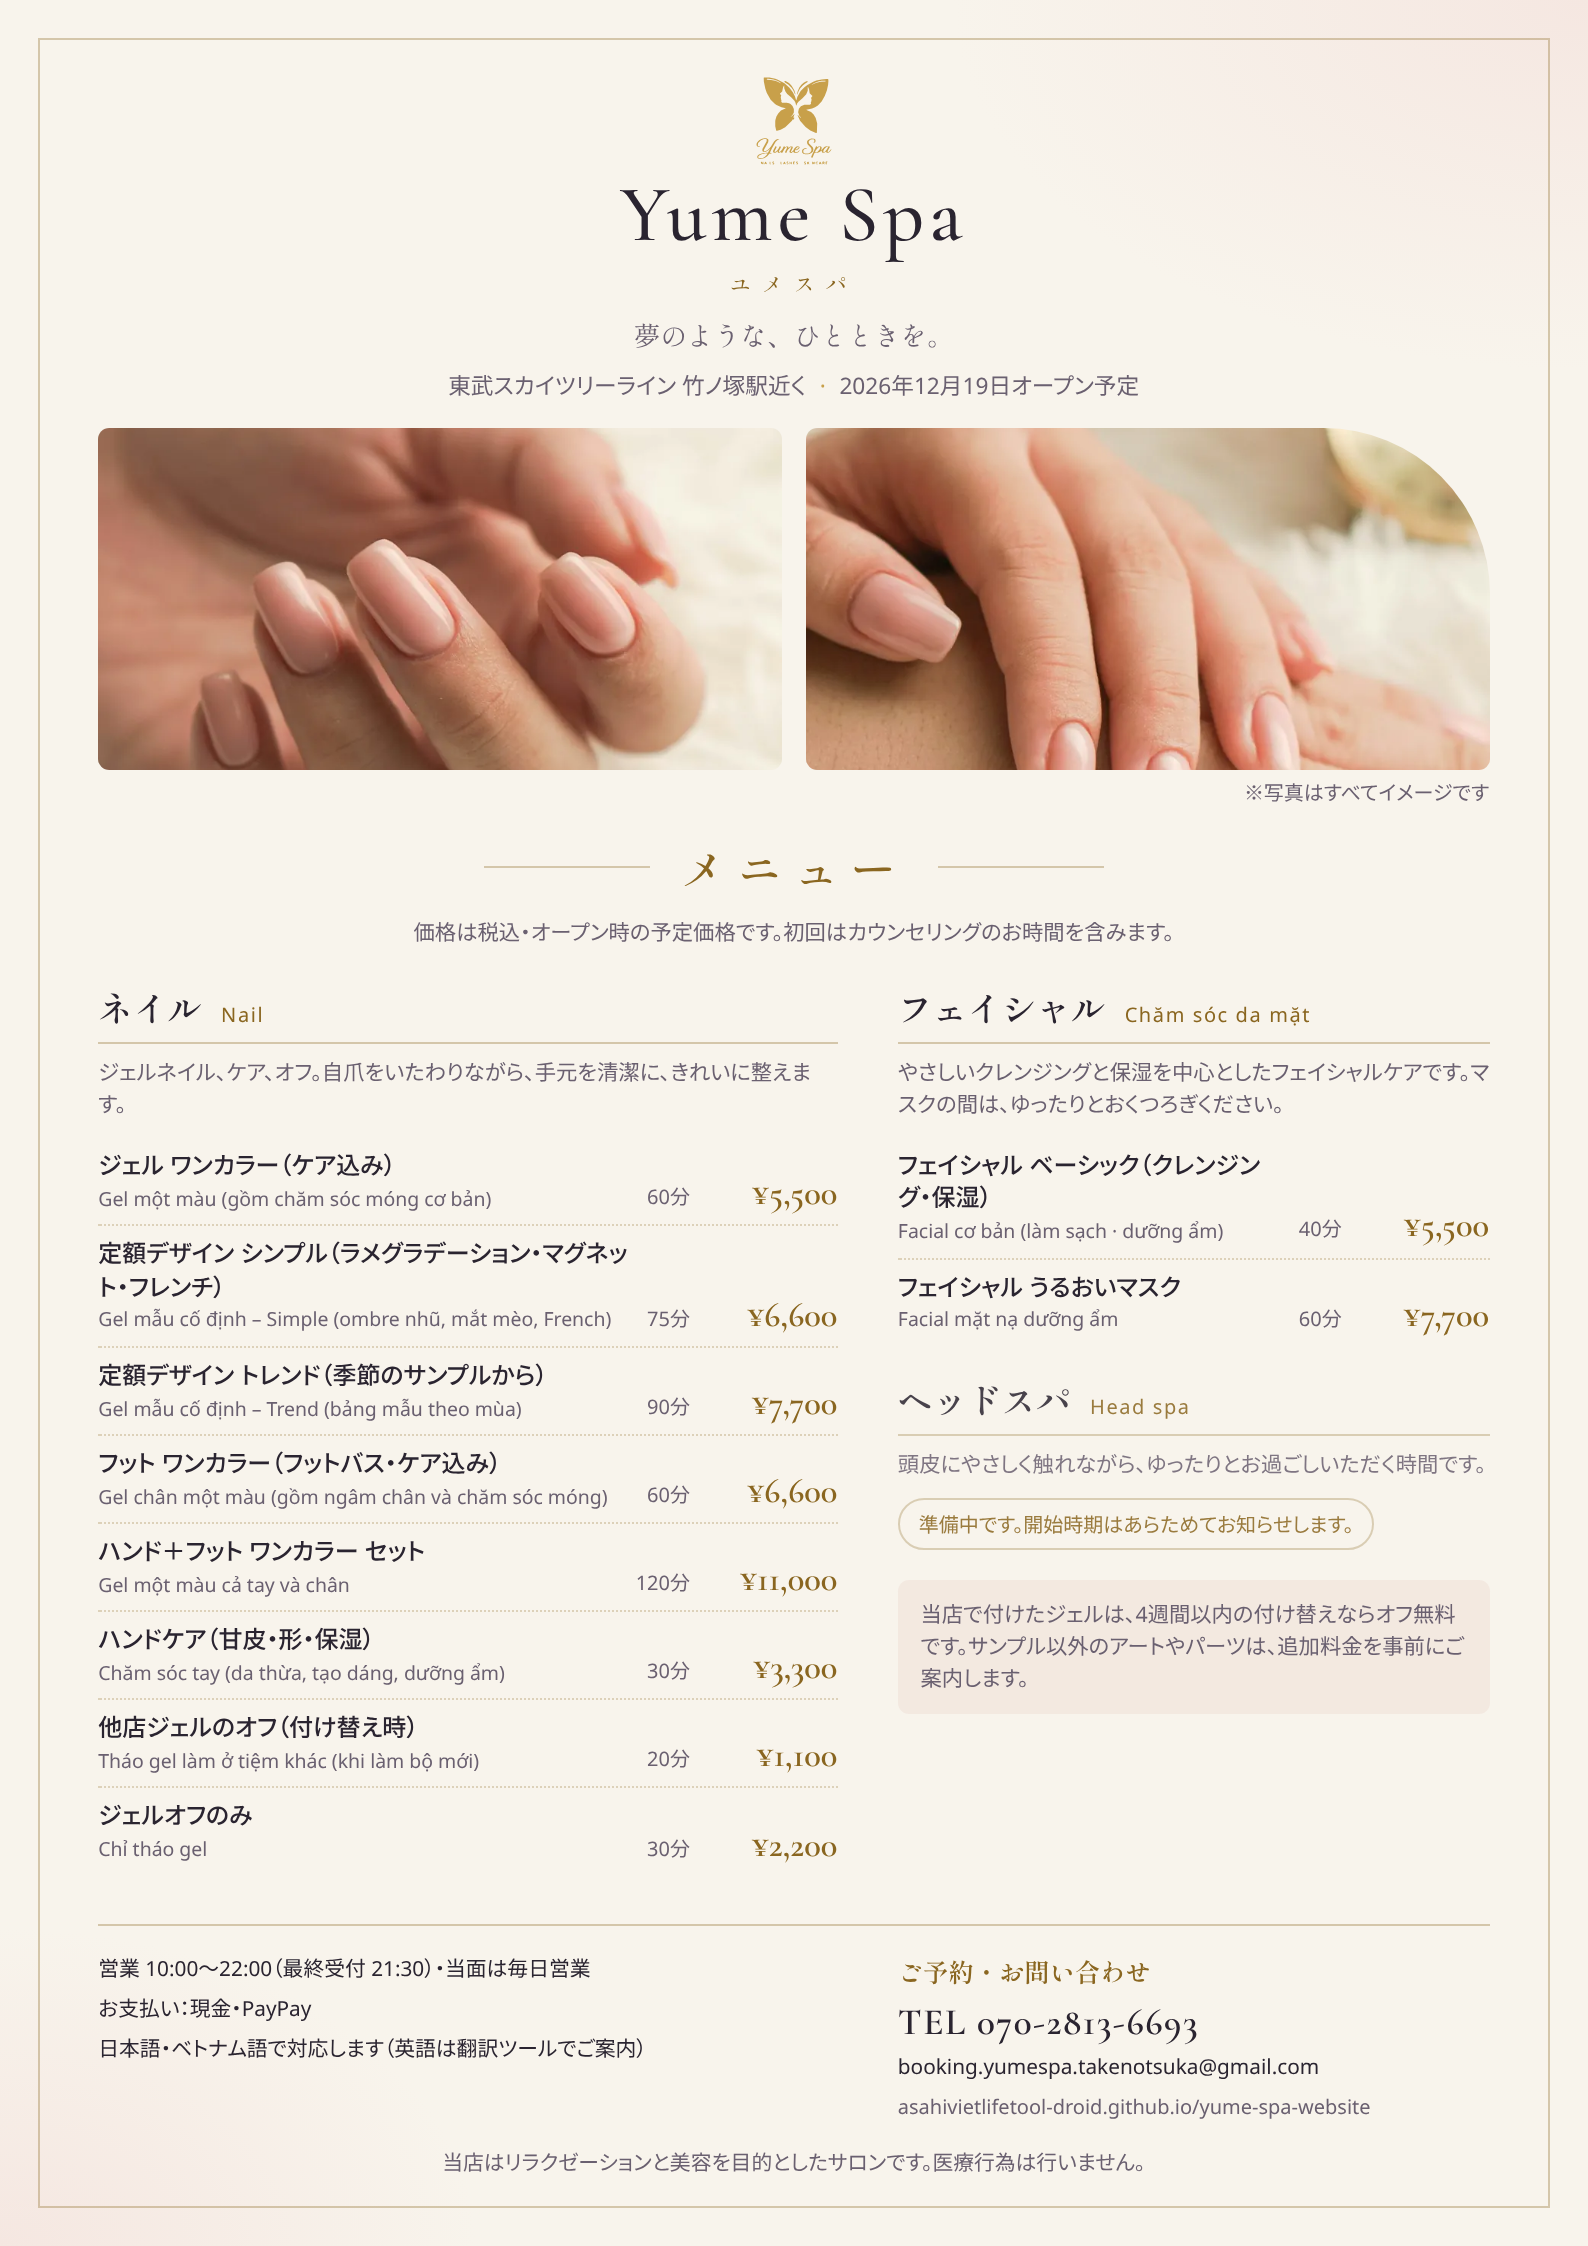 Yume Spa
NAILS LASHES SKINCARE
Yume Spa
ユメスパ
夢のような、ひとときを。
東武スカイツリーライン 竹ノ塚駅近く · 2026年12月19日オープン予定
※写真はすべてイメージです
メニュー
価格は税込・オープン時の予定価格です。初回はカウンセリングのお時間を含みます。
ネイル Nail
ジェルネイル、ケア、オフ。自爪をいたわりながら、手元を清潔に、きれいに整えま
す。
ジェル ワンカラー（ケア込み）
Gel một màu (gồm chăm sóc móng cơ bản) 60分 ¥5,500
定額デザイン シンプル（ラメグラデーション・マグネッ
ト・フレンチ）
Gel mẫu cố định – Simple (ombre nhũ, mắt mèo, French) 75分 ¥6,600
定額デザイン トレンド（季節のサンプルから）
Gel mẫu cố định – Trend (bảng mẫu theo mùa) 90分 ¥7,700
フット ワンカラー（フットバス・ケア込み）
Gel chân một màu (gồm ngâm chân và chăm sóc móng) 60分 ¥6,600
ハンド＋フット ワンカラー セット
Gel một màu cả tay và chân 120分 ¥11,000
ハンドケア（甘皮・形・保湿）
Chăm sóc tay (da thừa, tạo dáng, dưỡng ẩm) 30分 ¥3,300
他店ジェルのオフ（付け替え時）
Tháo gel làm ở tiệm khác (khi làm bộ mới) 20分 ¥1,100
ジェルオフのみ
Chỉ tháo gel 30分 ¥2,200
フェイシャル Chăm sóc da mặt
やさしいクレンジングと保湿を中心としたフェイシャルケアです。マ
スクの間は、ゆったりとおくつろぎください。
フェイシャル ベーシック（クレンジン
グ・保湿）
Facial cơ bản (làm sạch · dưỡng ẩm) 40分 ¥5,500
フェイシャル うるおいマスク
Facial mặt nạ dưỡng ẩm 60分 ¥7,700
ヘッドスパ Head spa
頭皮にやさしく触れながら、ゆったりとお過ごしいただく時間です。
準備中です。開始時期はあらためてお知らせします。
当店で付けたジェルは、4週間以内の付け替えならオフ無料
です。サンプル以外のアートやパーツは、追加料金を事前にご
案内します。
営業 10:00〜22:00（最終受付 21:30）・当面は毎日営業
お支払い：現金・PayPay
日本語・ベトナム語で対応します（英語は翻訳ツールでご案内）
ご予約・お問い合わせ
TEL 070-2813-6693
booking.yumespa.takenotsuka@gmail.com
asahivietlifetool-droid.github.io/yume-spa-website
当店はリラクゼーションと美容を目的としたサロンです。医療行為は行いません。